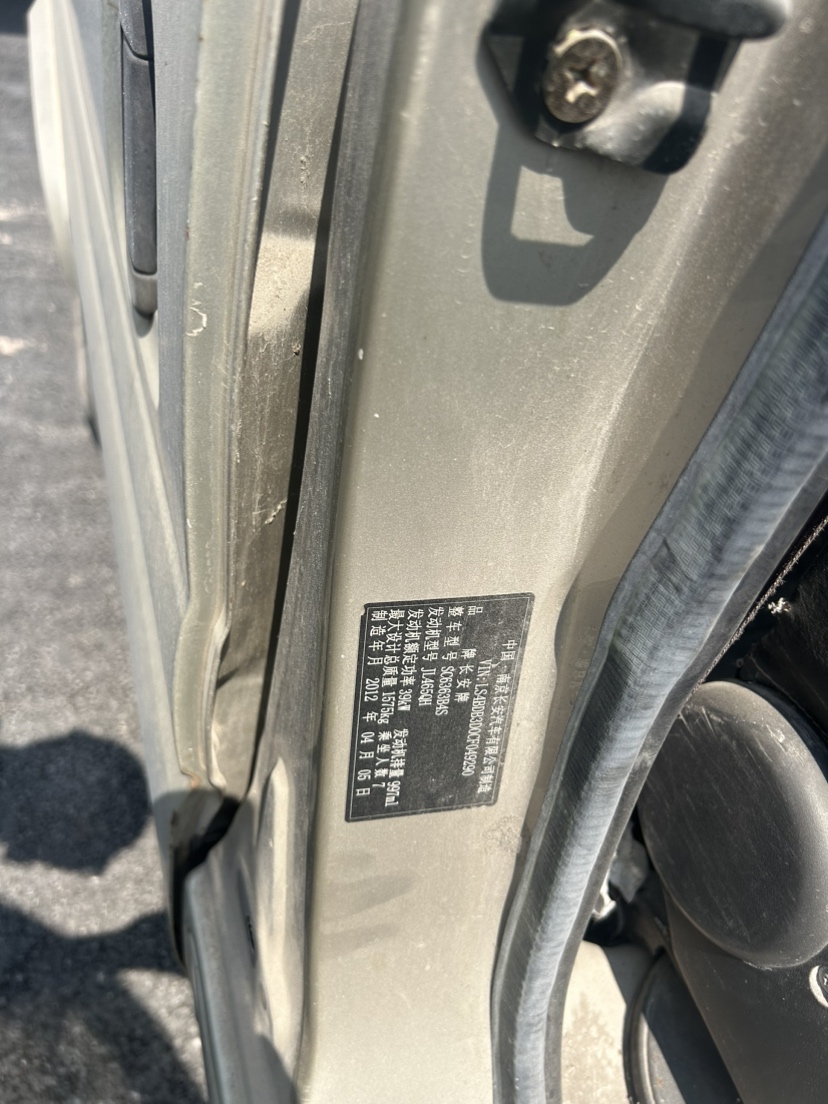 中国 南京长安汽车有限公司制造
VIN:LS4BDB3D0CF049290
品 牌 长安牌
整车型号 SC6363B4S
发动机型号 JL465QH
发动机额定功率 39kW 发动机排量 997ml
最大设计总质量 1575kg 乘坐人数 7
制造年月 2012 年 04 月 05 日